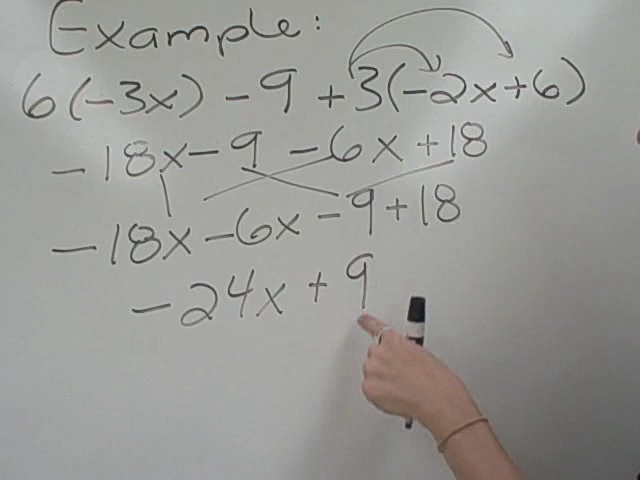 Example:
6(-3x) -9 +3(-2x+6)
-18x-9 -6x +18
-18x-6x -9+18
-24x + 9